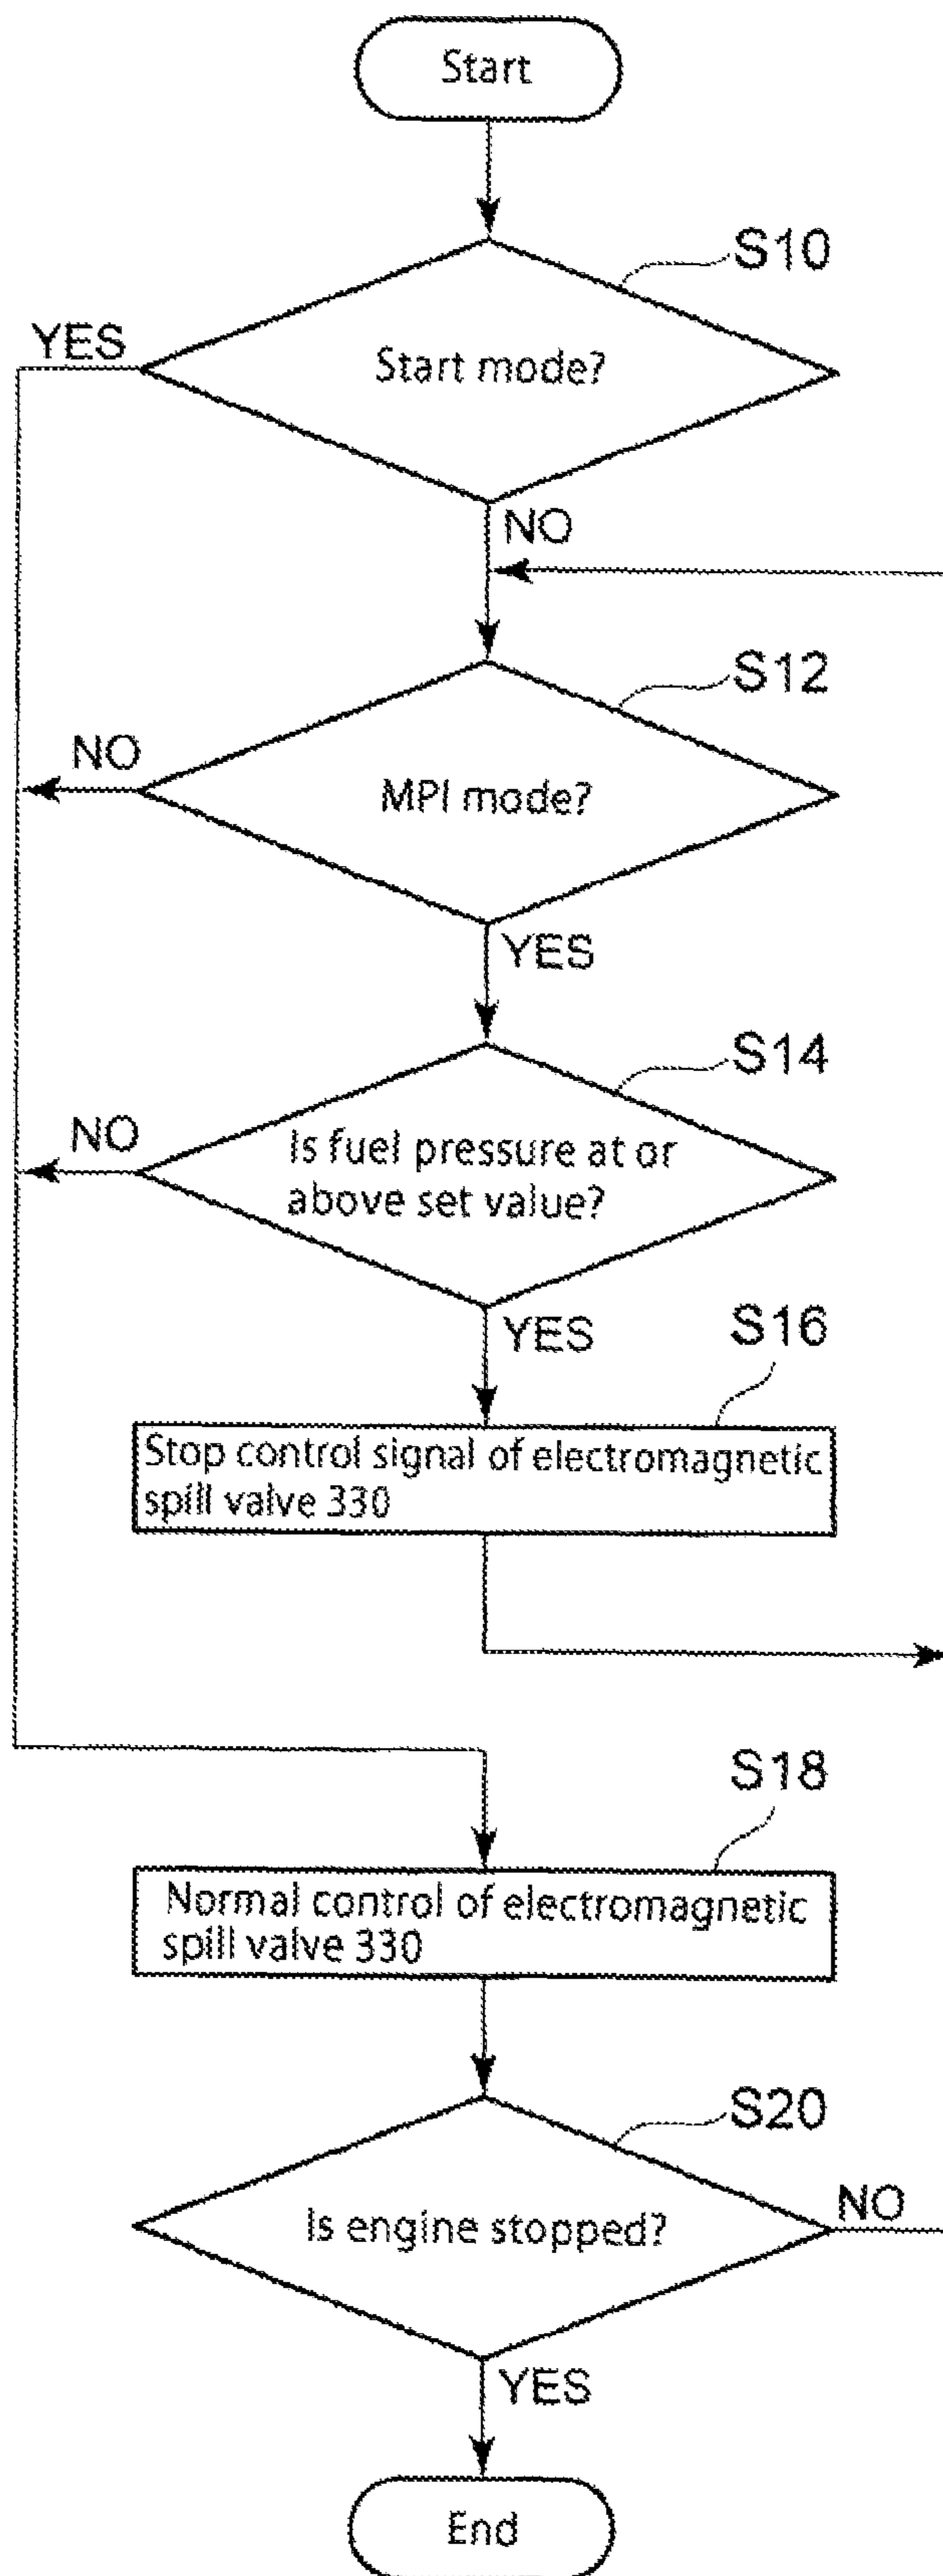 Start
S10
YES
Start mode?
NO
S12
NO
MPI mode?
YES
S14
NO
Is fuel pressure at or
above set value?
YES
S16
Stop control signal of electromagnetic
spill valve 330
S18
Normal control of electromagnetic
spill valve 330
S20
Is engine stopped?
NO
YES
End